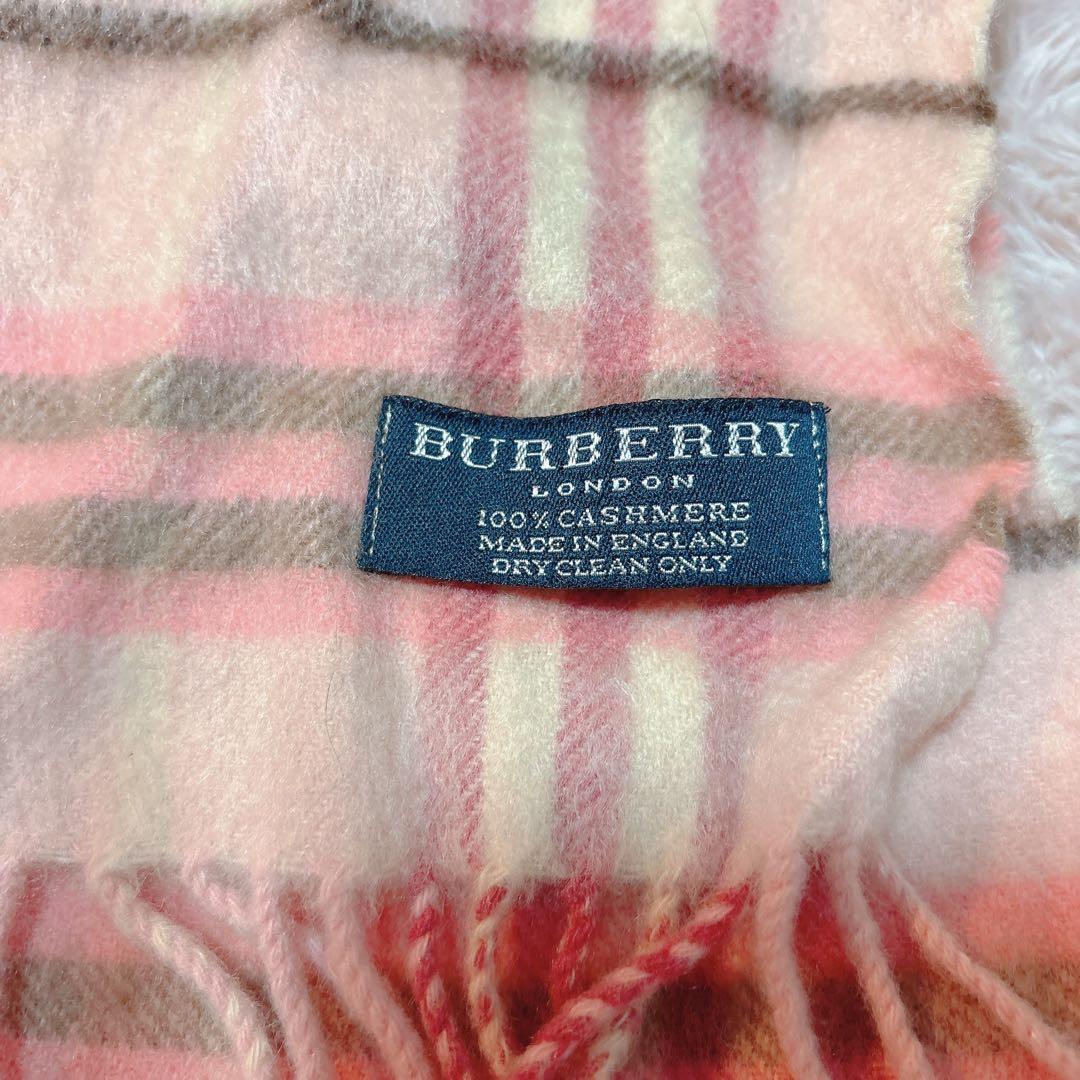 BURBERRY
LONDON
100% CASHMERE
MADE IN ENGLAND
DRY CLEAN ONLY